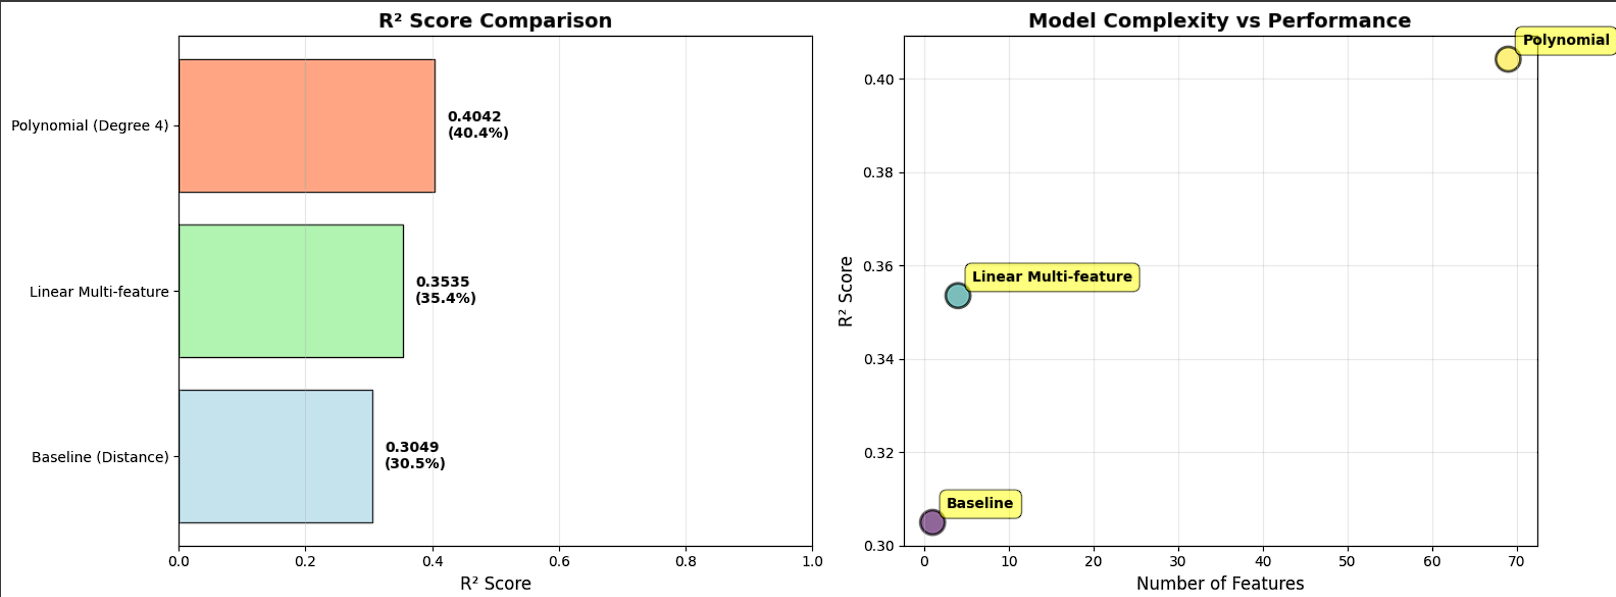 R² Score Comparison
Polynomial (Degree 4)
0.4042
(40.4%)
Linear Multi-feature
0.3535
(35.4%)
Baseline (Distance)
0.3049
(30.5%)
0.0 0.2 0.4 0.6 0.8 1.0
R² Score
Model Complexity vs Performance
Polynomial
0.40
0.38
0.36
Linear Multi-feature
0.34
0.32
Baseline
0.30
R² Score
0 10 20 30 40 50 60 70
Number of Features